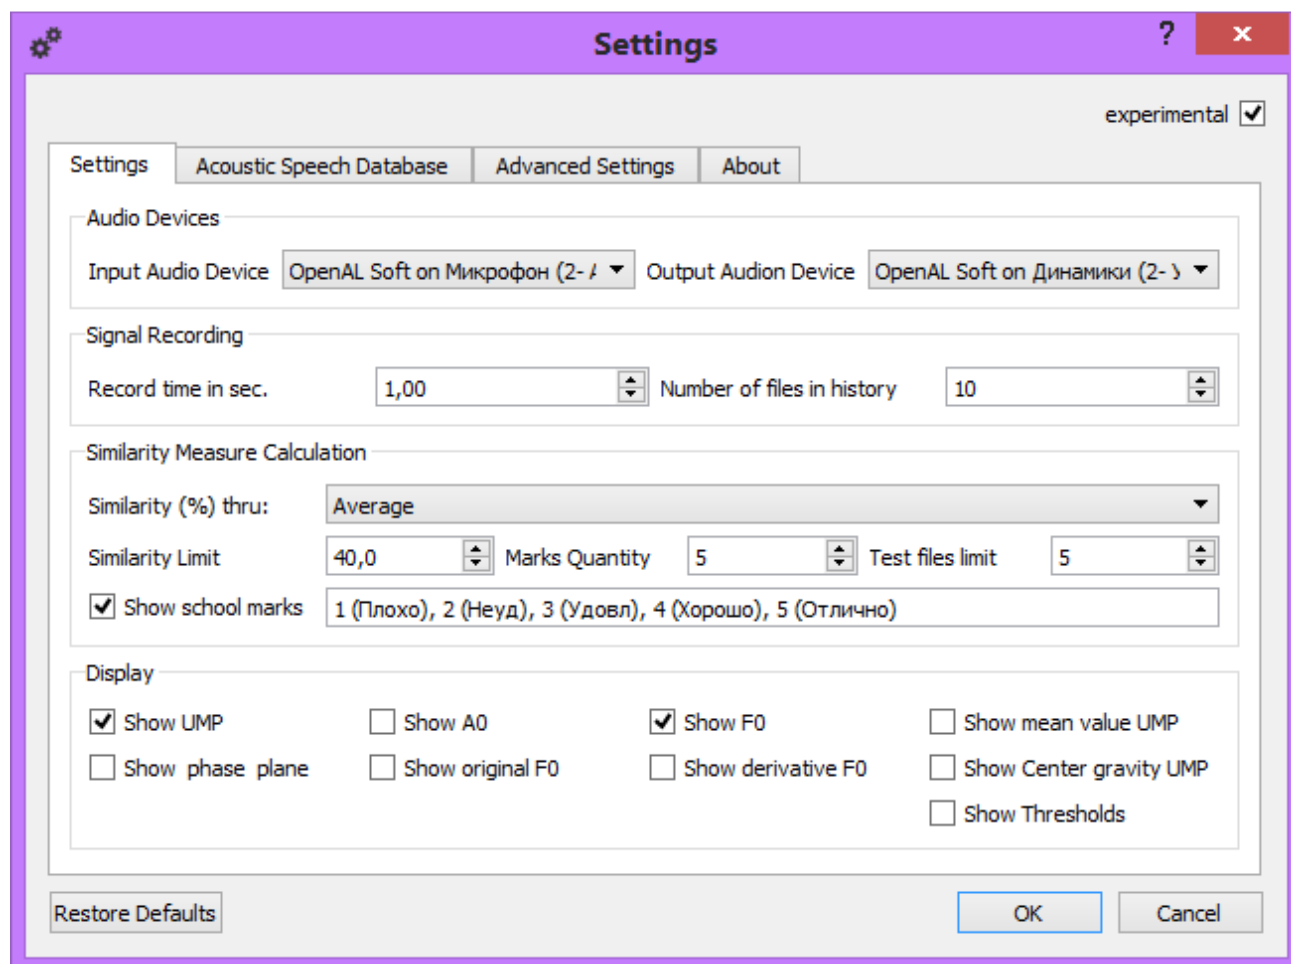 Settings ?
experimental
Settings Acoustic Speech Database Advanced Settings About
Audio Devices
Input Audio Device OpenAL Soft on Микрофон (2- Output Audion Device OpenAL Soft on Динамики (2-
Signal Recording
Record time in sec. 1,00 Number of files in history 10
Similarity Measure Calculation
Similarity (%) thru: Average
Similarity Limit 40,0 Marks Quantity 5 Test files limit 5
Show school marks 1 (Плохо), 2 (Неуд), 3 (Удовл), 4 (Хорошо), 5 (Отлично)
Display
Show UMP Show A0 Show F0 Show mean value UMP
Show phase plane Show original F0 Show derivative F0 Show Center gravity UMP
Show Thresholds
Restore Defaults OK Cancel